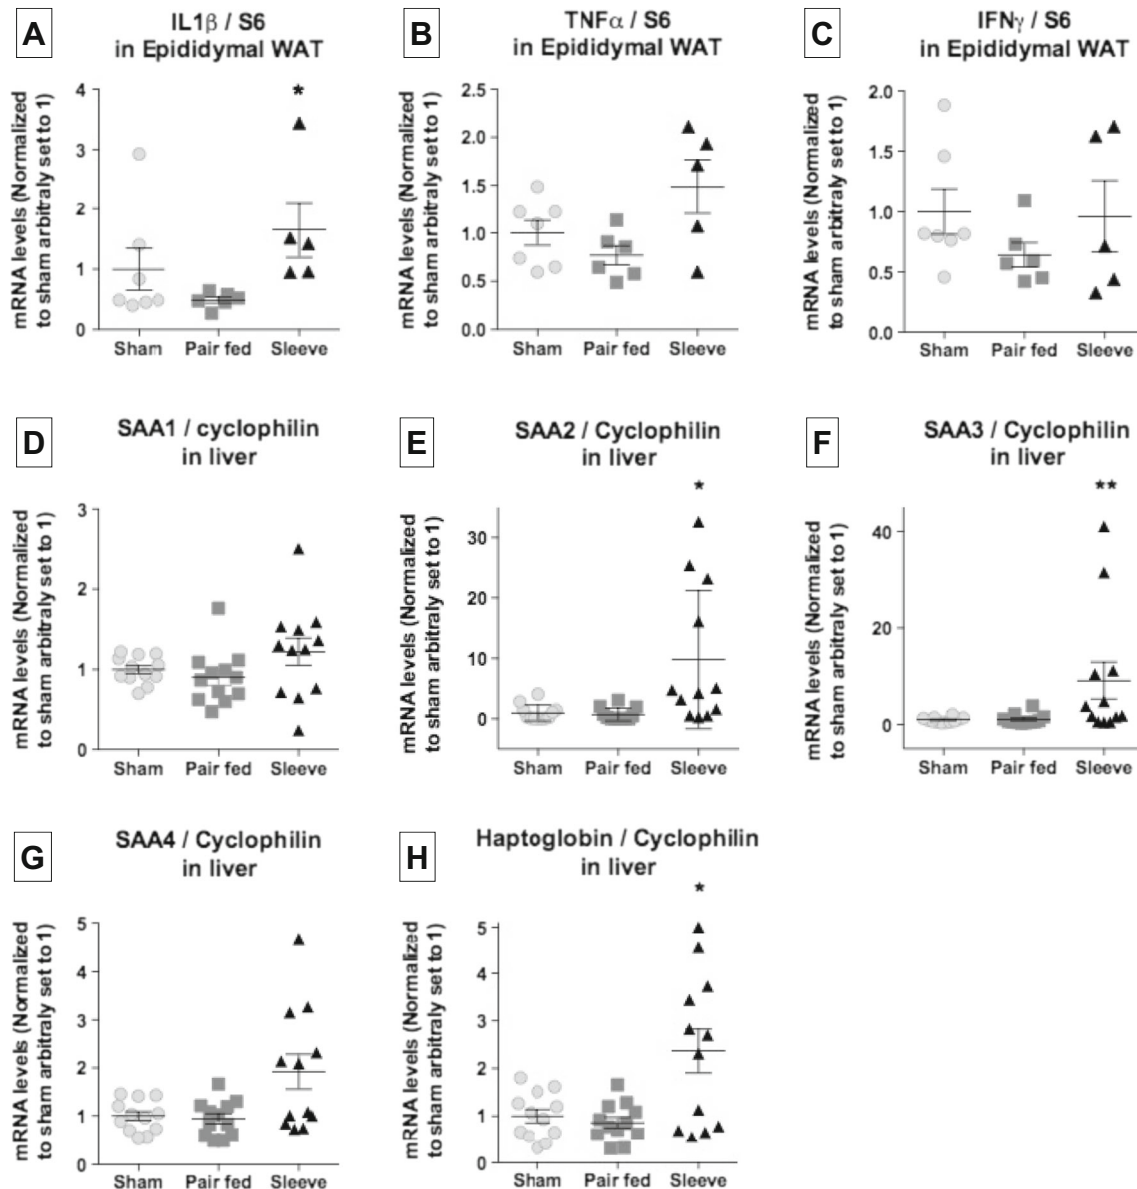 A
IL1β / S6
in Epididymal WAT
mRNA levels (Normalized
to sham arbitraly set to 1)
4
3
2
1
0
*
Sham Pair fed Sleeve
B
TNFα / S6
in Epididymal WAT
mRNA levels (Normalized
to sham arbitraly set to 1)
2.5
2.0
1.5
1.0
0.5
0.0
Sham Pair fed Sleeve
C
IFNγ / S6
in Epididymal WAT
mRNA levels (Normalized
to sham arbitraly set to 1)
2.0
1.5
1.0
0.5
0.0
Sham Pair fed Sleeve
D
SAA1 / cyclophilin
in liver
mRNA levels (Normalized
to sham arbitraly set to 1)
3
2
1
0
Sham Pair fed Sleeve
E
SAA2 / Cyclophilin
in liver
mRNA levels (Normalized
to sham arbitraly set to 1)
*
30
20
10
0
Sham Pair fed Sleeve
F
SAA3 / Cyclophilin
in liver
mRNA levels (Normalized
to sham arbitraly set to 1)
**
40
20
0
Sham Pair fed Sleeve
G
SAA4 / Cyclophilin
in liver
mRNA levels (Normalized
to sham arbitraly set to 1)
5
4
3
2
1
0
Sham Pair fed Sleeve
H
Haptoglobin / Cyclophilin
in liver
mRNA levels (Normalized
to sham arbitraly set to 1)
*
5
4
3
2
1
0
Sham Pair fed Sleeve